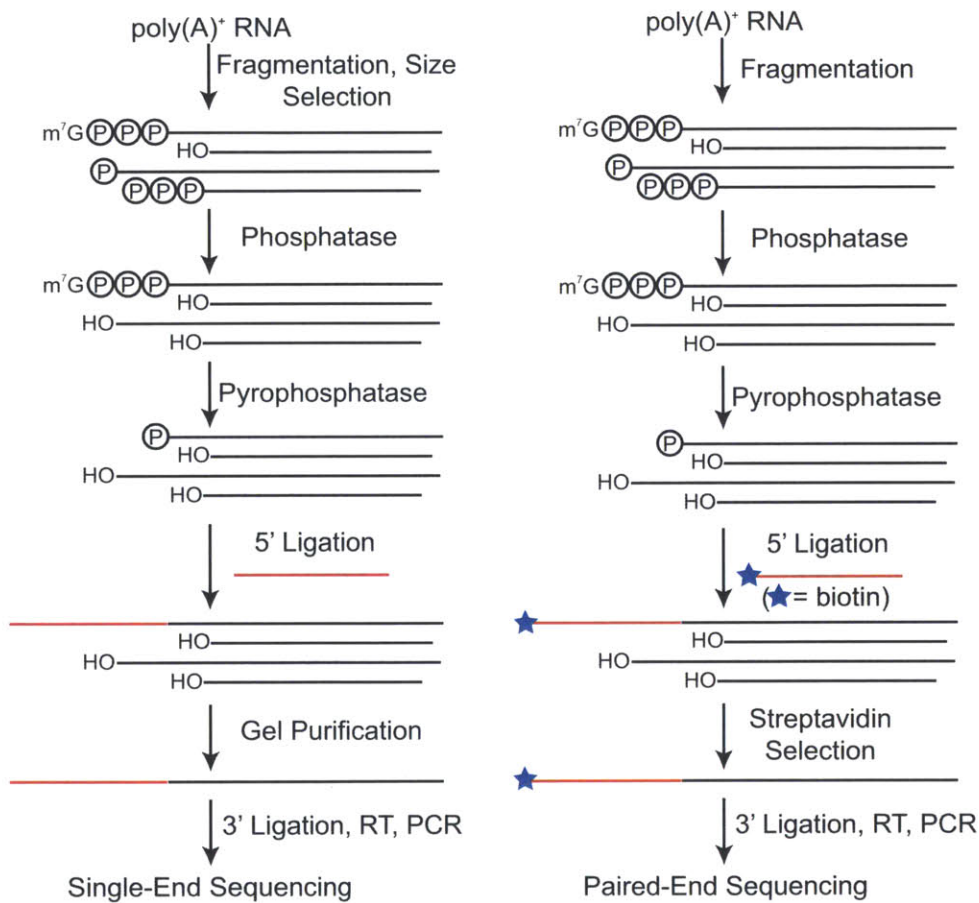 poly(A)⁺ RNA
Fragmentation, Size
Selection
m⁷G P P P
HO
P
P P P
Phosphatase
m⁷G P P P
HO
HO
HO
Pyrophosphatase
P
HO
HO
HO
5' Ligation
HO
HO
HO
Gel Purification
3' Ligation, RT, PCR
Single-End Sequencing
poly(A)⁺ RNA
Fragmentation
m⁷G P P P
HO
P
P P P
Phosphatase
m⁷G P P P
HO
HO
HO
Pyrophosphatase
P
HO
HO
HO
5' Ligation
(★= biotin)
HO
HO
HO
Streptavidin
Selection
3' Ligation, RT, PCR
Paired-End Sequencing